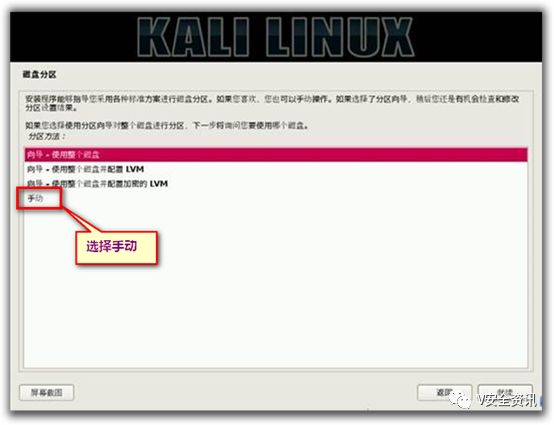 KALI LINUX
磁盘分区
安装程序能够指导您采用各种标准方案进行磁盘分区。如果您喜欢，您也可以手动操作。如果选择了分区向导，稍后您还是有机会检查和修改
分区设置结果。
如果您选择使用分区向导对整个磁盘进行分区，下一步将询问您要使用哪个磁盘。
分区方法：
向导 - 使用整个磁盘
向导 - 使用整个磁盘并配置 LVM
向导 - 使用整个磁盘并配置加密的 LVM
手动
选择手动
屏幕截图
返回
V安全资讯